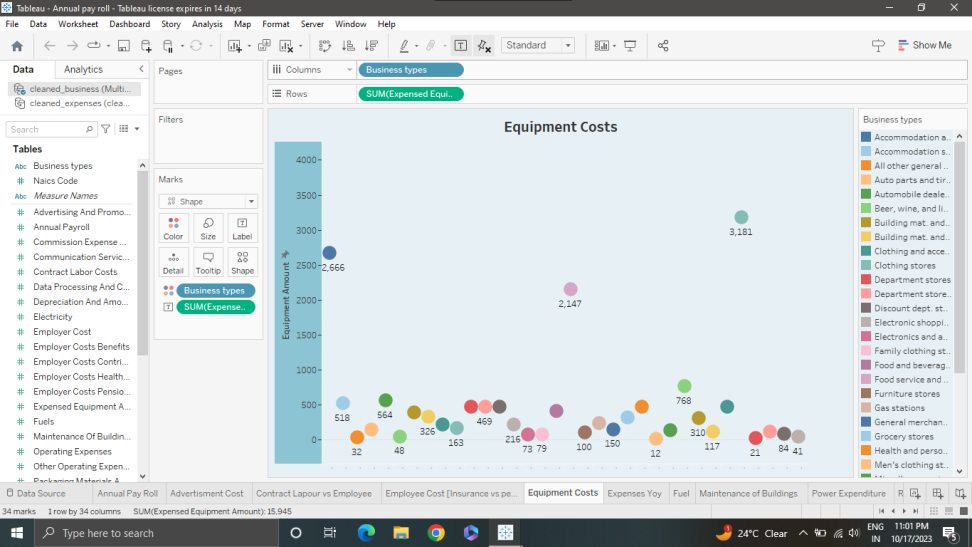 Tableau - Annual pay roll - Tableau license expires in 14 days
File Data Worksheet Dashboard Story Analysis Map Format Server Window Help
Standard
Show Me
Data Analytics
cleaned_business (Multi...
cleaned_expenses (clea...
Search
Tables
Abc Business types
# Naics Code
Abc Measure Names
# Advertising And Promo...
# Annual Payroll
# Commission Expense ...
# Communication Servic...
# Contract Labor Costs
# Data Processing And C...
# Depreciation And Amo...
# Electricity
# Employer Cost
# Employer Costs Benefits
# Employer Costs Contri...
# Employer Costs Health...
# Employer Costs Pensio...
# Expensed Equipment A...
# Fuels
# Maintenance Of Buildin...
# Operating Expenses
# Other Operating Expen...
# Packaging Materials A...
Pages
Filters
Marks
Shape
Color Size Label
Detail Tooltip Shape
Business types
SUM(Expense..
Columns Business types
Rows SUM(Expensed Equi..
Equipment Costs
Equipment Amount
4000
3500
3000
2500
2000
1500
1000
500
0
2,666
518
32
564
48
326
163
469
216
73
79
2,147
100
150
12
768
310
117
3,181
21
84
41
Business types
Accommodation a..
Accommodation s..
All other general ..
Auto parts and tir..
Automobile deale..
Beer, wine, and li..
Building mat. and..
Building mat. and..
Clothing and acce..
Clothing stores
Department stores
Department store..
Discount dept. st..
Electronic shoppi..
Electronics and a..
Family clothing st..
Food and beverag..
Food service and ..
Furniture stores
Gas stations
General merchan..
Grocery stores
Health and perso..
Men's clothing st..
Data Source Annual Pay Roll Advertisment Cost Contract Lapour vs Employee Employee Cost [Insurance vs pe... Equipment Costs Expenses Yoy Fuel Maintenance of Buildings Power Expenditure R
34 marks 1 row by 34 columns SUM(Expensed Equipment Amount): 15,945
Type here to search
24°C Clear
ENG
IN
11:01 PM
10/17/2023
5